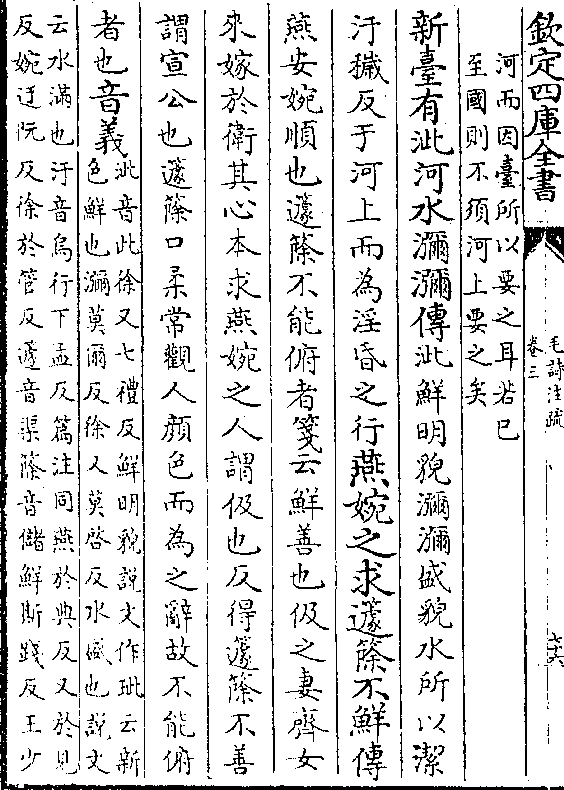 欽定四庫全書
毛詩注疏
卷三
六
河而因臺所以要之耳若已
至國則不須河上要之矣
新臺有泚河水瀰瀰傳泚鮮明貌瀰瀰盛貌水所以潔
汙穢反于河上而為淫昏之行燕婉之求籧篨不鮮傳
燕安婉順也籧篨不能俯者箋云鮮善也伋之妻齊女
來嫁於衛其心本求燕婉之人謂伋也反得籧篨不善
謂宣公也籧篨口柔常觀人顔色而為之辭故不能俯
者也音義
泚音此徐又七禮反鮮明貌說文作玼云新
色鮮也瀰莫爾反徐又莫啓反水盛也說文
云水滿也汙音烏行下孟反篇注同燕於典反又於見
反婉迂阮反徐於管反籧音渠篨音儲鮮斯踐反王少